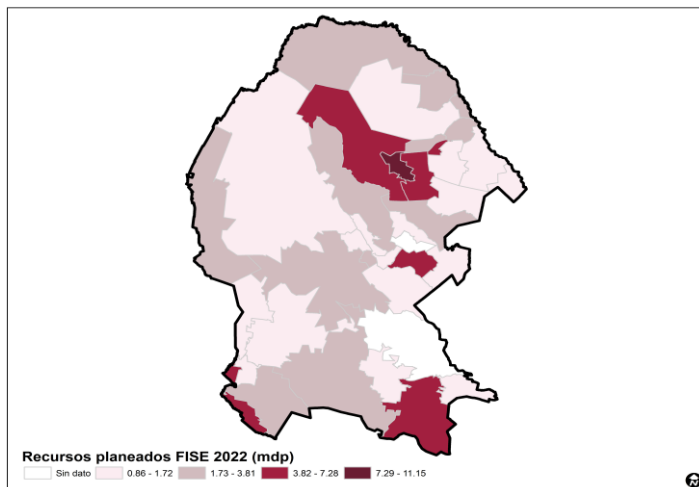 Recursos planeados FISE 2022 (mdp)
Sin dato 0.86 - 1.72 1.73 - 3.81 3.82 - 7.28 7.29 - 11.15